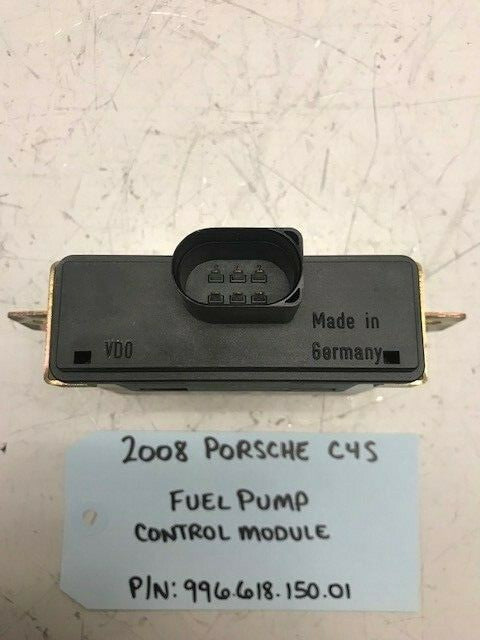 Made in
VDO Germany
2008 PORSCHE C4S
FUEL PUMP
CONTROL MODULE
P/N: 996.618.150.01